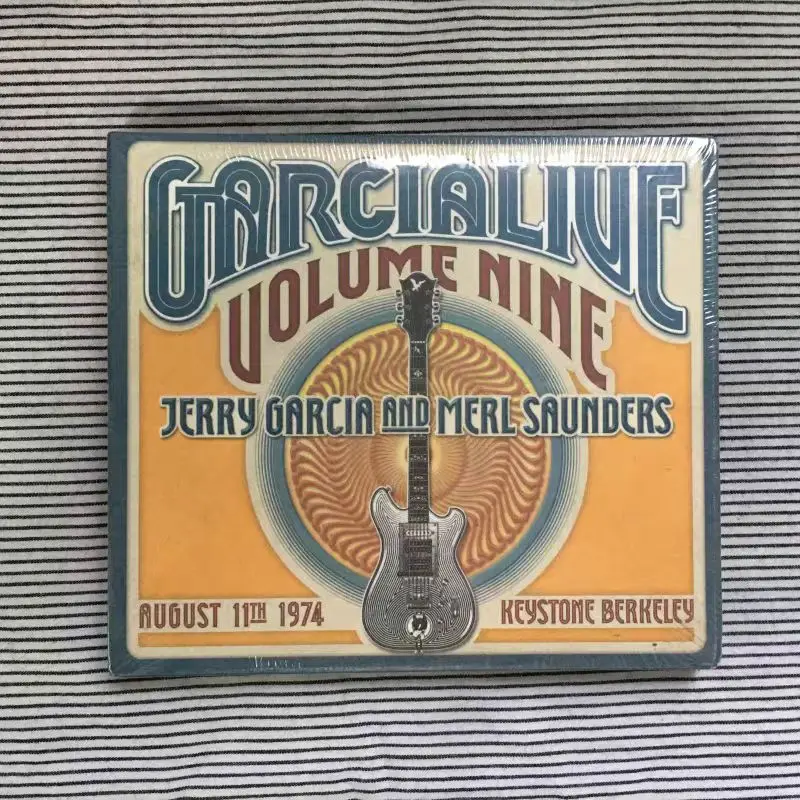 GARCIALIVE
VOLUME NINE
JERRY GARCIA AND MERL SAUNDERS
AUGUST 11TH 1974
KEYSTONE BERKELEY